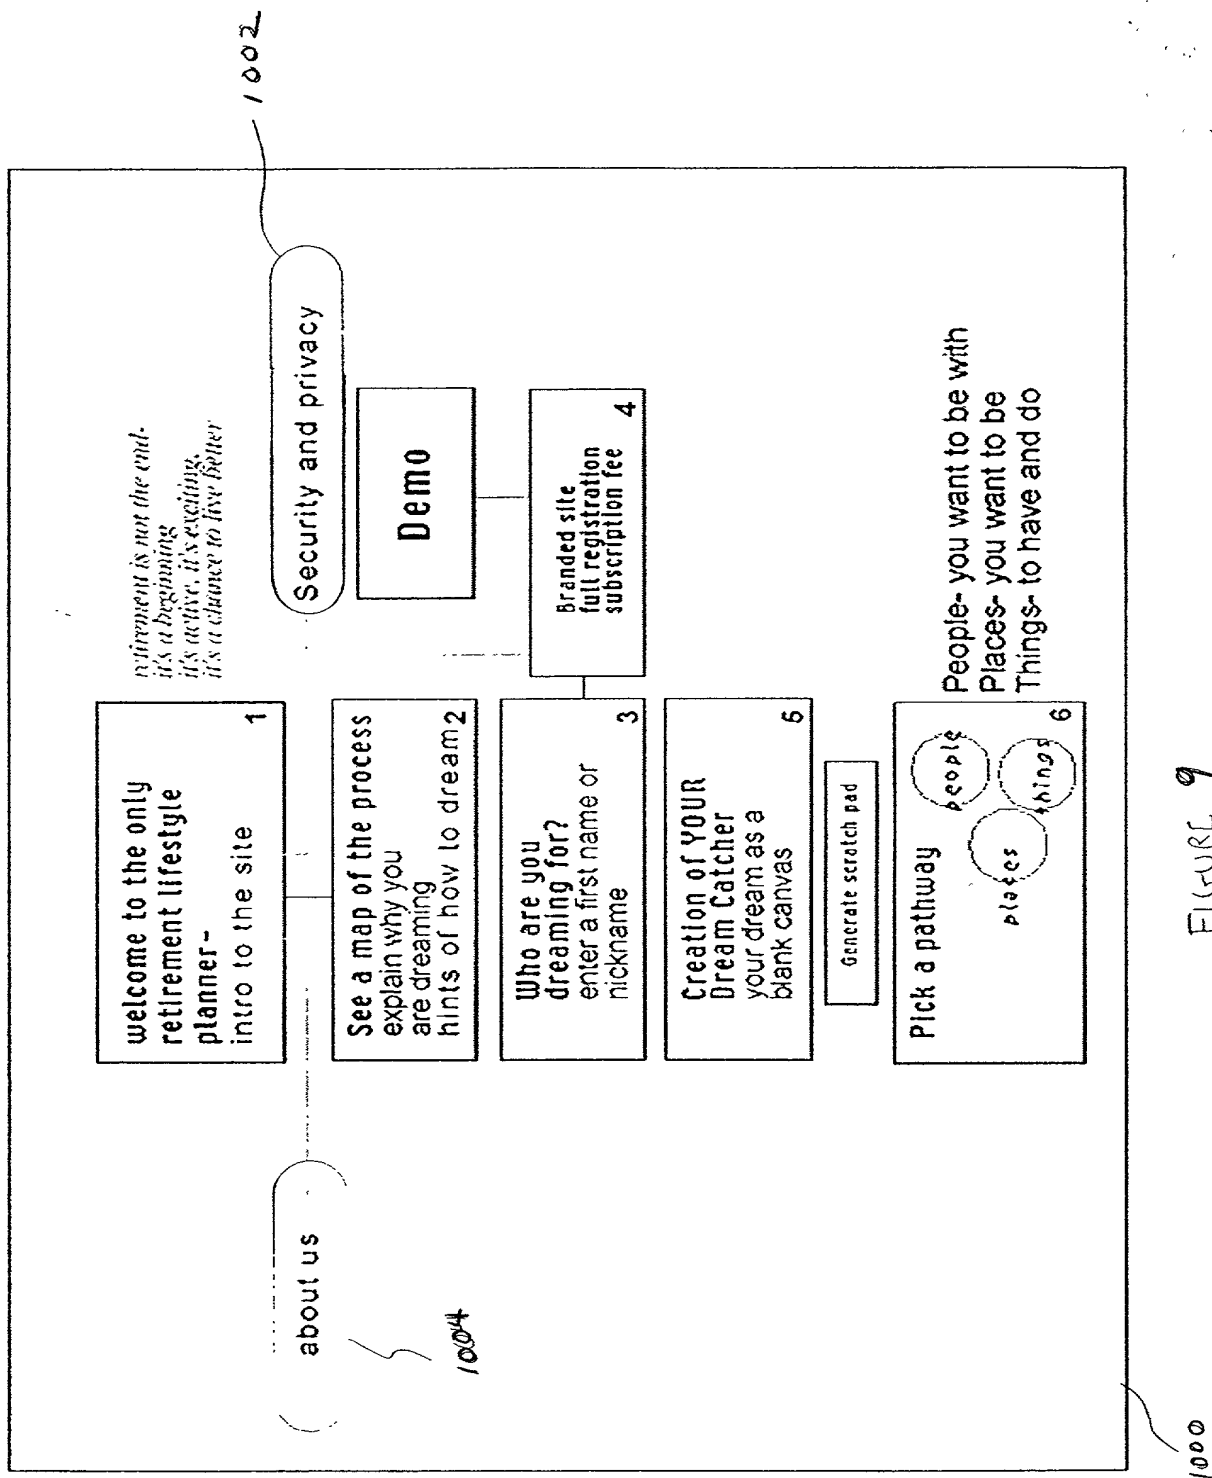 1002
retirement is not the end-
it's a beginning
it's active, it's exciting,
it's a chance to live better
welcome to the only
retirement lifestyle
planner-
intro to the site
1
about us
1004
Security and privacy
See a map of the process
explain why you
are dreaming
hints of how to dream
2
Demo
Who are you
dreaming for?
enter a first name or
nickname
3
Branded site
full registration
subscription fee
4
Creation of YOUR
Dream Catcher
your dream as a
blank canvas
5
Generate scratch pad
Pick a pathway
people
places
things
6
People- you want to be with
Places- you want to be
Things- to have and do
1000
FIGURE 9